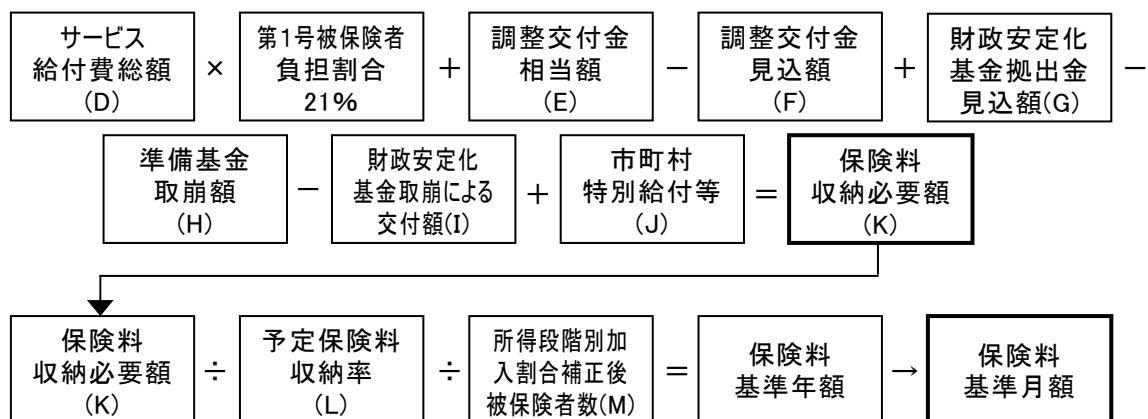 サービス
給付費総額
(D)
×
第1号被保険者
負担割合
21%
＋
調整交付金
相当額
(E)
－
調整交付金
見込額
(F)
＋
財政安定化
基金拠出金
見込額(G)
－
準備基金
取崩額
(H)
－
財政安定化
基金取崩による
交付額(I)
＋
市町村
特別給付等
(J)
＝
保険料
収納必要額
(K)
保険料
収納必要額
(K)
÷
予定保険料
収納率
(L)
÷
所得段階別加
入割合補正後
被保険者数(M)
＝
保険料
基準年額
→
保険料
基準月額